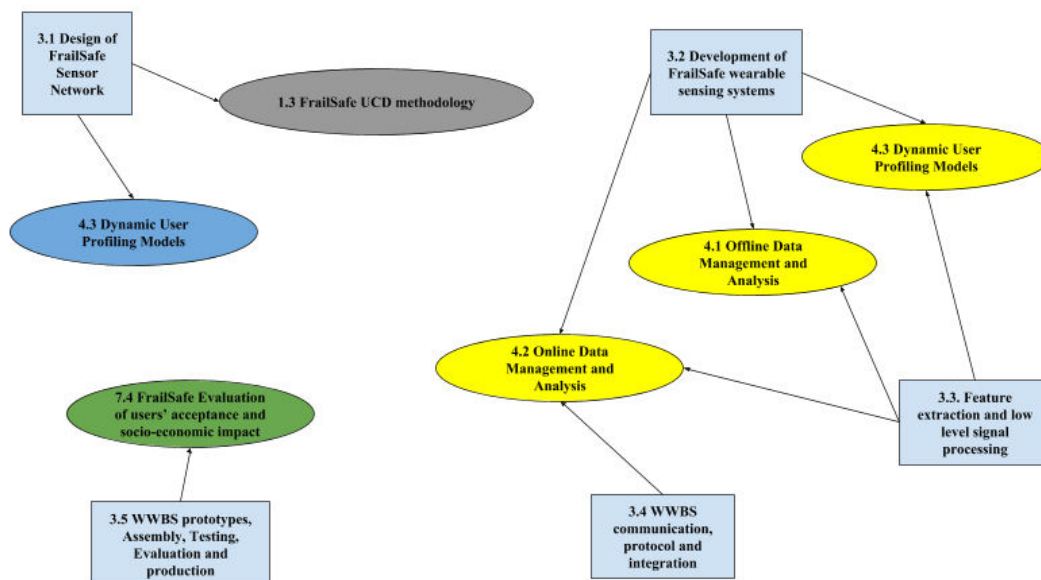 3.1 Design of
FrailSafe
Sensor
Network
1.3 FrailSafe UCD methodology
4.3 Dynamic User
Profiling Models
3.2 Development of
FrailSafe wearable
sensing systems
4.3 Dynamic User
Profiling Models
4.1 Offline Data
Management and
Analysis
4.2 Online Data
Management and
Analysis
7.4 FrailSafe Evaluation
of users’ acceptance and
socio-economic impact
3.3. Feature
extraction and low
level signal
processing
3.5 WWBS prototypes,
Assembly, Testing,
Evaluation and
production
3.4 WWBS
communication,
protocol and
integration